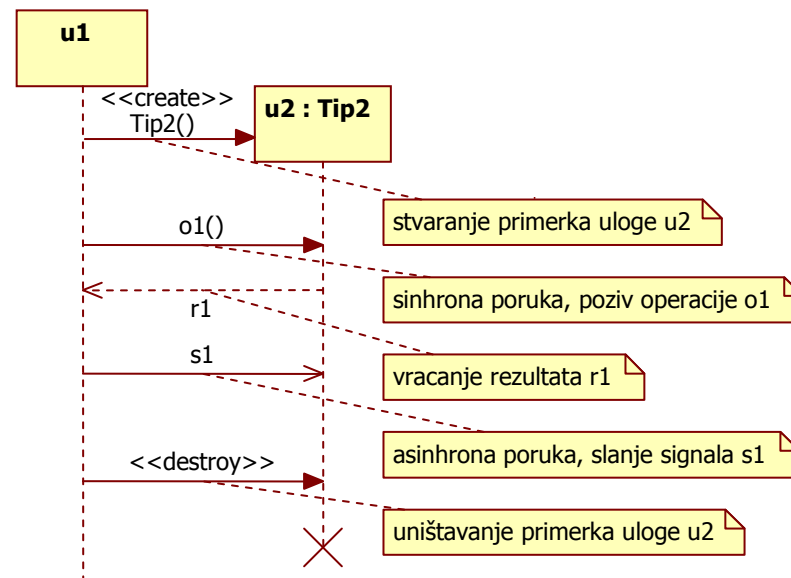 u1
<<create>>
Tip2()
u2 : Tip2
stvaranje primerka uloge u2
o1()
sinhrona poruka, poziv operacije o1
r1
vracanje rezultata r1
s1
asinhrona poruka, slanje signala s1
<<destroy>>
uništavanje primerka uloge u2